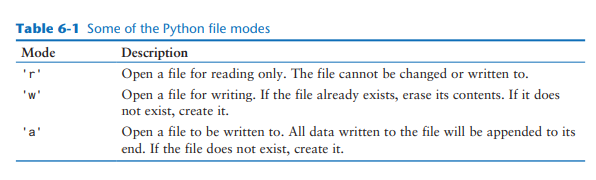 Table 6-1 Some of the Python file modes
Mode Description
'r' Open a file for reading only. The file cannot be changed or written to.
'w' Open a file for writing. If the file already exists, erase its contents. If it does
not exist, create it.
'a' Open a file to be written to. All data written to the file will be appended to its
end. If the file does not exist, create it.